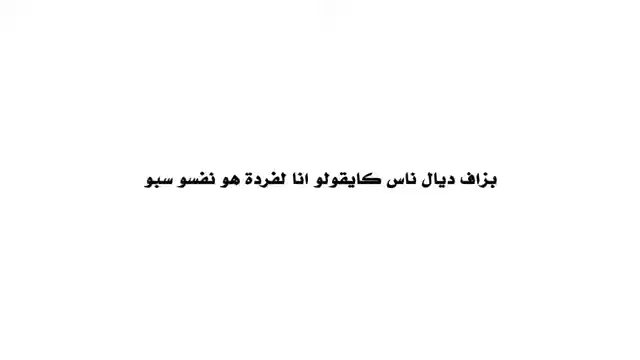 بزاف ديال ناس كايقولو انا لفردة هو نفسو سبو